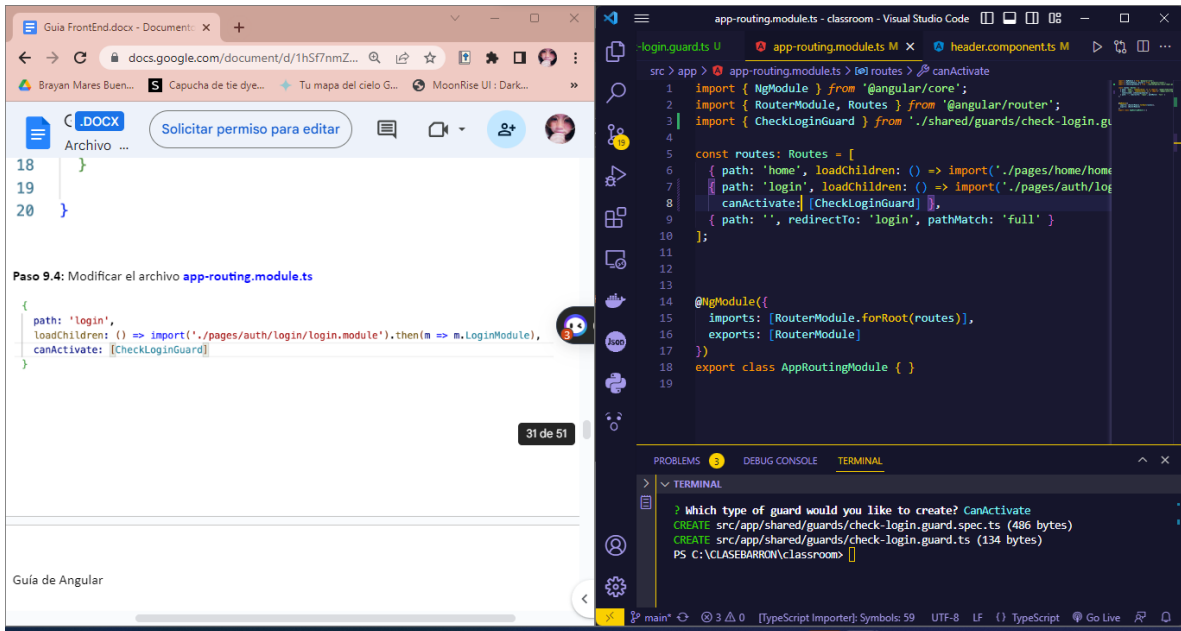 Guia FrontEnd.docx - Documento
docs.google.com/document/d/1hSf7nmZ...
Brayan Mares Buen...
Capucha de tie dye...
Tu mapa del cielo G...
MoonRise UI : Dark...
»
.DOCX
Archivo ...
Solicitar permiso para editar
18 }
19
20 }
Paso 9.4: Modificar el archivo app-routing.module.ts
{
path: 'login',
loadChildren: () => import('./pages/auth/login/login.module').then(m => m.LoginModule),
canActivate: [CheckLoginGuard]
}
3
31 de 51
Guía de Angular
app-routing.module.ts - classroom - Visual Studio Code
-login.guard.ts U
app-routing.module.ts M
header.component.ts M
src > app > app-routing.module.ts > routes > canActivate
1 import { NgModule } from '@angular/core';
2 import { RouterModule, Routes } from '@angular/router';
3 import { CheckLoginGuard } from './shared/guards/check-login.gu
4
5 const routes: Routes = [
6 { path: 'home', loadChildren: () => import('./pages/home/home
7 { path: 'login', loadChildren: () => import('./pages/auth/log
8 canActivate: [CheckLoginGuard] },
9 { path: '', redirectTo: 'login', pathMatch: 'full' }
10 ];
11
12
13
14 @NgModule({
15 imports: [RouterModule.forRoot(routes)],
16 exports: [RouterModule]
17 })
18 export class AppRoutingModule { }
19
19
Json
PROBLEMS 3
DEBUG CONSOLE
TERMINAL
TERMINAL
? Which type of guard would you like to create? CanActivate
CREATE src/app/shared/guards/check-login.guard.spec.ts (486 bytes)
CREATE src/app/shared/guards/check-login.guard.ts (134 bytes)
PS C:\CLASEBARRON\classroom>
main* 3 0 [TypeScript Importer]: Symbols: 59 UTF-8 LF {} TypeScript Go Live